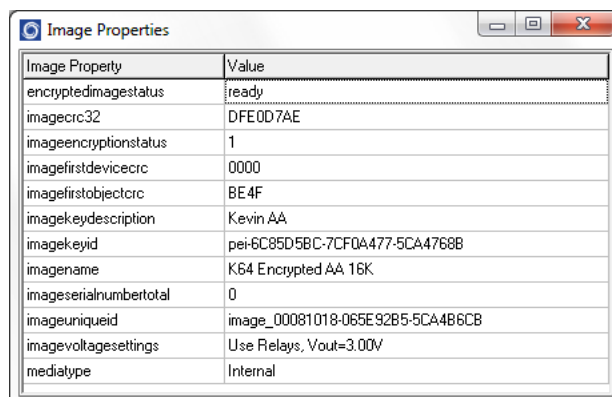 Image Properties
Image Property Value
encryptedimagestatus ready
imagecrc32 DFE0D7AE
imageencryptionstatus 1
imagefirstdevicecrc 0000
imagefirstobjectcrc BE4F
imagekeydescription Kevin AA
imagekeyid pei-6C85D5BC-7CF0A477-5CA4768B
imagename K64 Encrypted AA 16K
imageserialnumbertotal 0
imageuniqueid image_00081018-065E92B5-5CA4B6CB
imagevoltagesettings Use Relays, Vout=3.00V
mediatype Internal